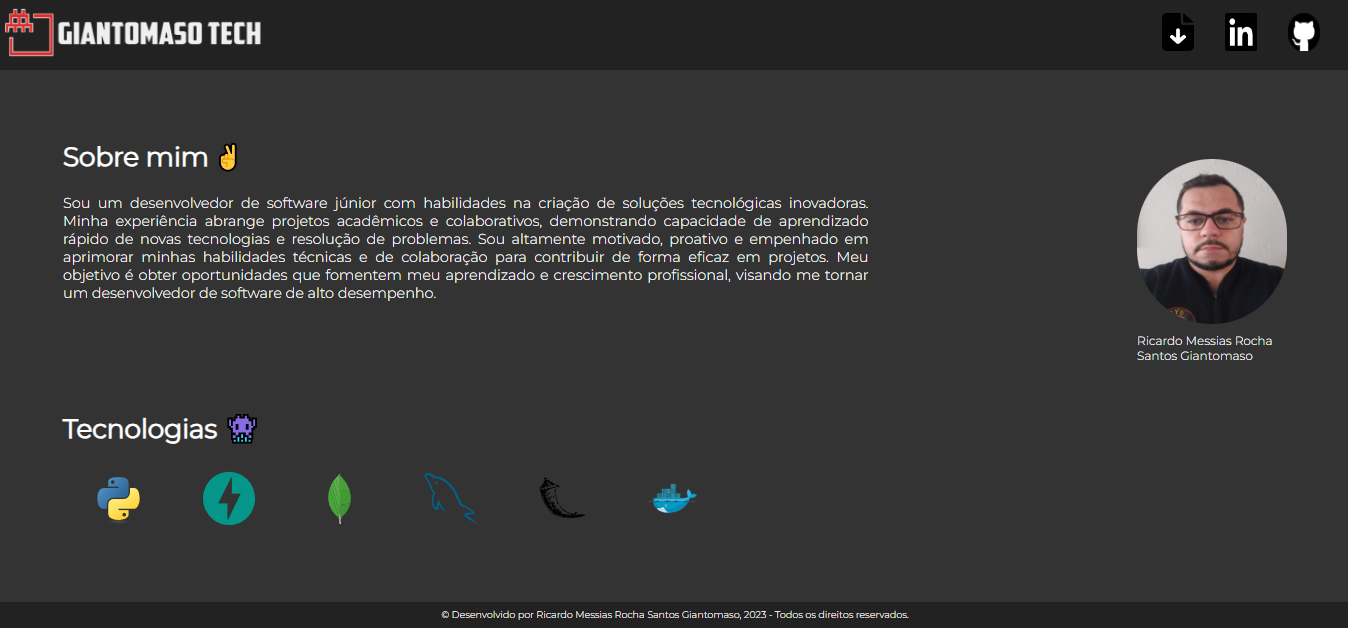 GIANTOMASO TECH
in
Sobre mim ✌
Sou um desenvolvedor de software júnior com habilidades na criação de soluções tecnológicas inovadoras.
Minha experiência abrange projetos acadêmicos e colaborativos, demonstrando capacidade de aprendizado
rápido de novas tecnologias e resolução de problemas. Sou altamente motivado, proativo e empenhado em
aprimorar minhas habilidades técnicas e de colaboração para contribuir de forma eficaz em projetos. Meu
objetivo é obter oportunidades que fomentem meu aprendizado e crescimento profissional, visando me tornar
um desenvolvedor de software de alto desempenho.
Ricardo Messias Rocha
Santos Giantomaso
Tecnologias 👾
© Desenvolvido por Ricardo Messias Rocha Santos Giantomaso, 2023 - Todos os direitos reservados.